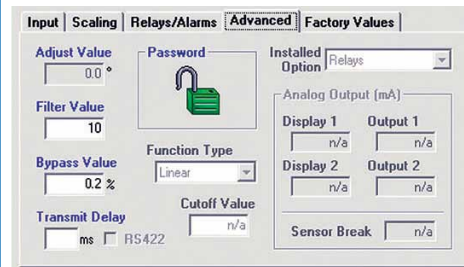 Input Scaling Relays/Alarms Advanced Factory Values
Adjust Value
0.0 °
Filter Value
10
Bypass Value
0.2 %
Transmit Delay
ms RS422
Password
Function Type
Linear
Cutoff Value
n/a
Installed Option Relays
Analog Output (mA)
Display 1 Output 1
n/a n/a
Display 2 Output 2
n/a n/a
Sensor Break n/a